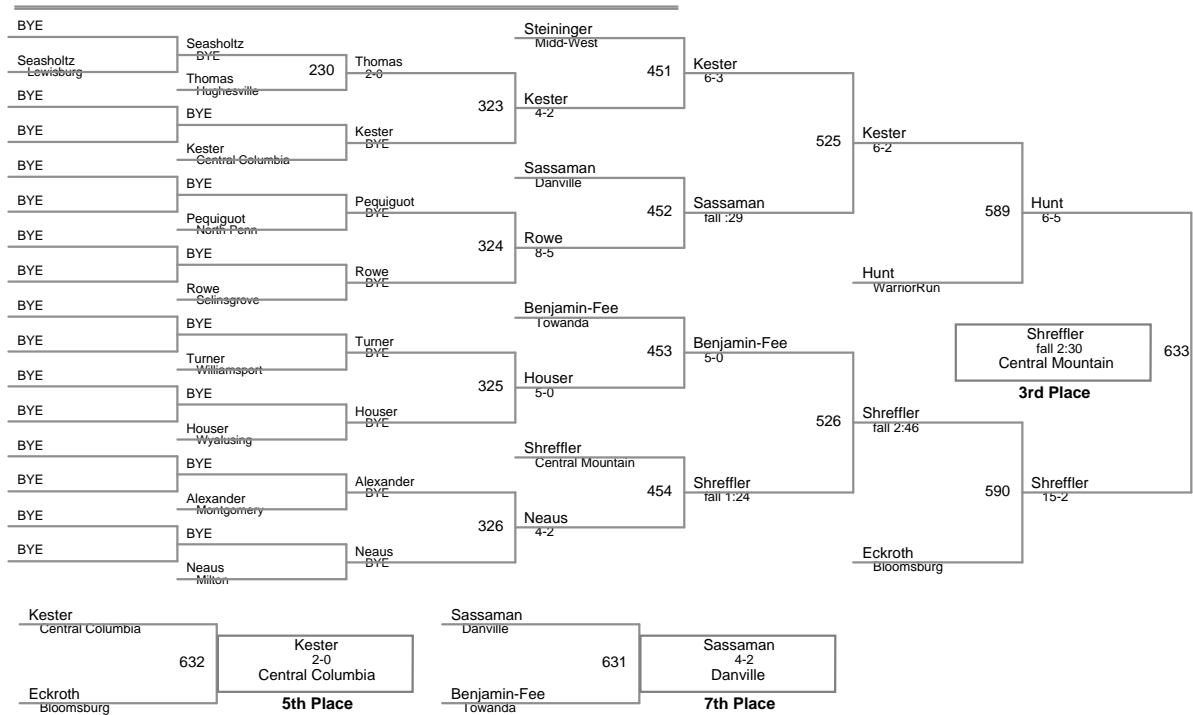 BYE
Seasholtz
Lewisburg
BYE
BYE
BYE
BYE
BYE
BYE
BYE
BYE
BYE
BYE
BYE
BYE
BYE
BYE
Seasholtz
BYE
230
Thomas
Hughesville
BYE
Kester
Central Columbia
BYE
Pequiguot
North Penn
BYE
Rowe
Selinsgrove
BYE
Turner
Williamsport
BYE
Houser
Wyalusing
BYE
Alexander
Montgomery
BYE
Neaus
Milton
Thomas
2-0
323
Kester
BYE
Pequiguot
BYE
324
Rowe
BYE
Turner
BYE
325
Houser
BYE
Alexander
BYE
326
Neaus
BYE
Steininger
Midd-West
451
Kester
4-2
Sassaman
Danville
452
Rowe
8-5
Benjamin-Fee
Towanda
453
Houser
5-0
Shreffler
Central Mountain
454
Neaus
4-2
Kester
6-3
525
Sassaman
fall :29
Benjamin-Fee
5-0
526
Shreffler
fall 1:24
Kester
6-2
589
Hunt
WarriorRun
Shreffler
fall 2:46
590
Eckroth
Bloomsburg
Hunt
6-5
Shreffler
fall 2:30
Central Mountain
633
3rd Place
Shreffler
15-2
Kester
Central Columbia
632
Eckroth
Bloomsburg
Kester
2-0
Central Columbia
5th Place
Sassaman
Danville
631
Benjamin-Fee
Towanda
Sassaman
4-2
Danville
7th Place